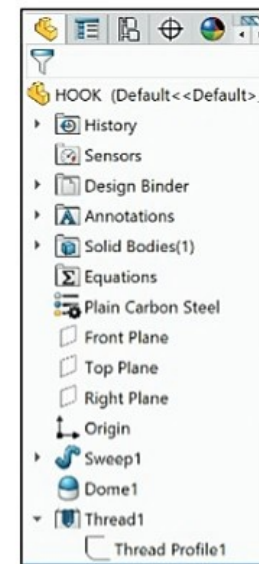 HOOK (Default<<Default>
History
Sensors
Design Binder
Annotations
Solid Bodies(1)
Equations
Plain Carbon Steel
Front Plane
Top Plane
Right Plane
Origin
Sweep1
Dome1
Thread1
Thread Profile1